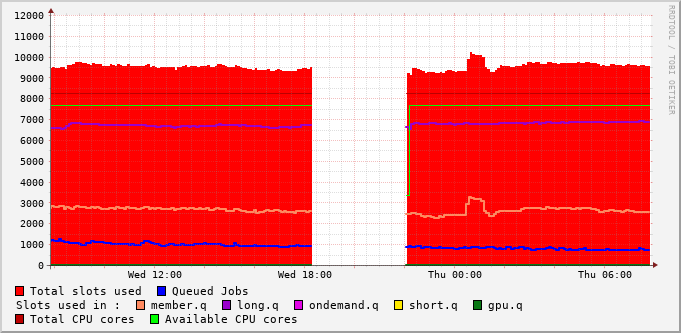 12000
11000
10000
9000
8000
7000
6000
5000
4000
3000
2000
1000
0
Wed 12:00 Wed 18:00 Thu 00:00 Thu 06:00
RRDTOOL / TOBI OETIKER
Total slots used Queued Jobs
Slots used in : member.q long.q ondemand.q short.q gpu.q
Total CPU cores Available CPU cores